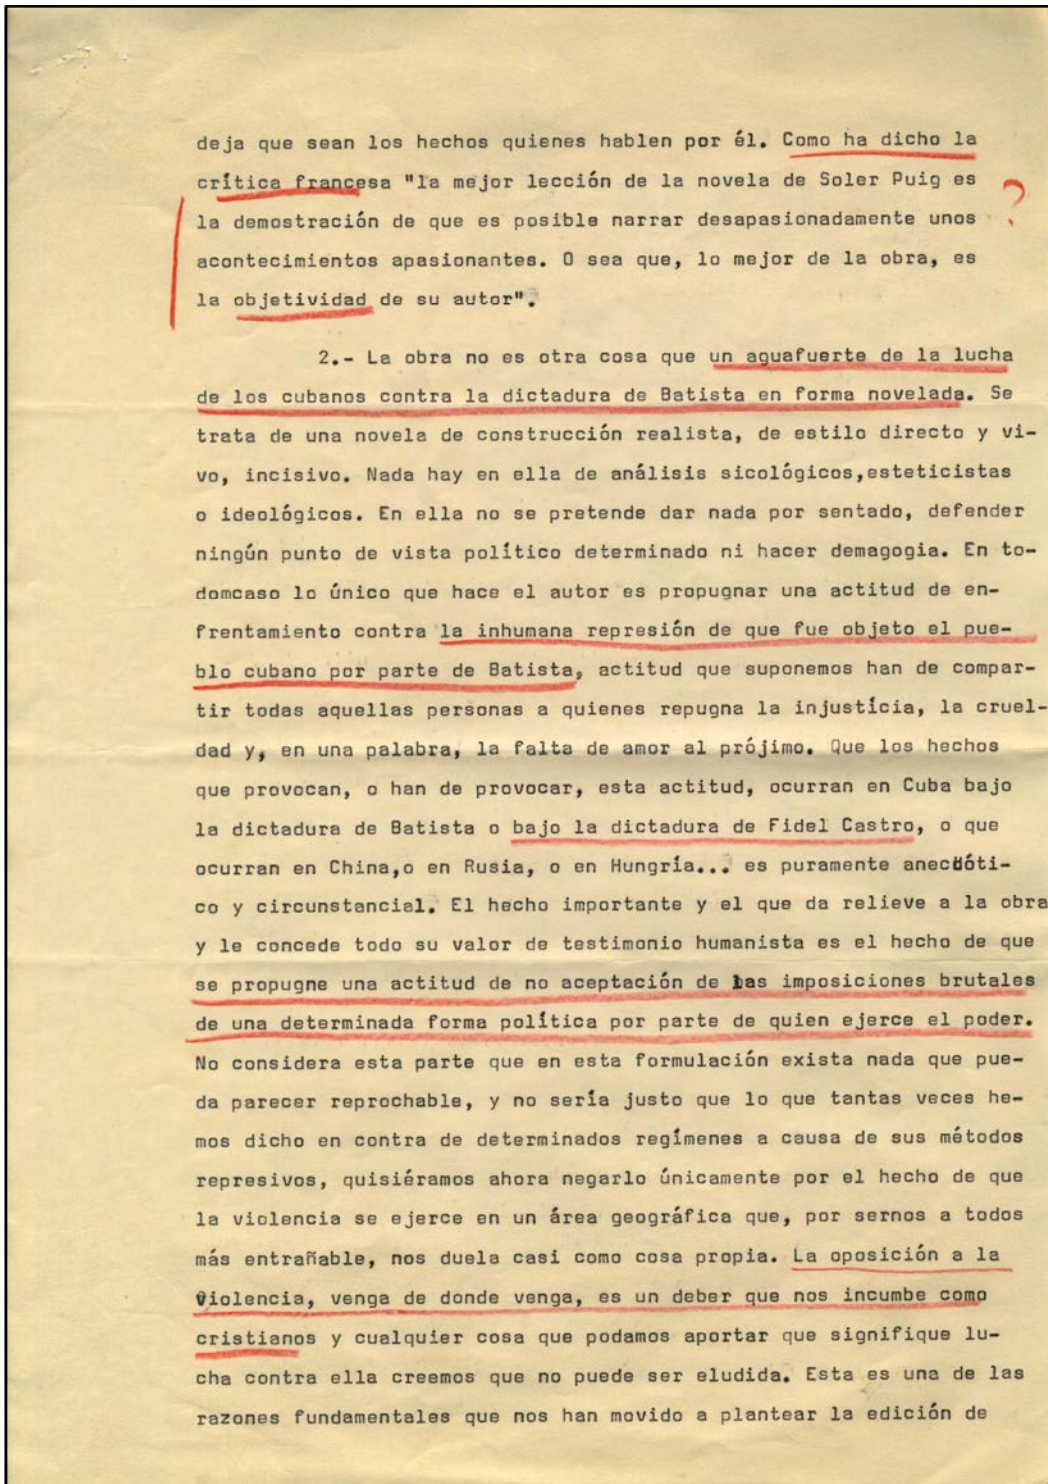 deja que sean los hechos quienes hablen por él. Como ha dicho la
crítica francesa "la mejor lección de la novela de Soler Puig es
la demostración de que es posible narrar desapasionadamente unos ?
acontecimientos apasionantes. O sea que, lo mejor de la obra, es
la objetividad de su autor".
2.- La obra no es otra cosa que un aguafuerte de la lucha
de los cubanos contra la dictadura de Batista en forma novelada. Se
trata de una novela de construcción realista, de estilo directo y vi-
vo, incisivo. Nada hay en ella de análisis sicológicos,esteticistas
o ideológicos. En ella no se pretende dar nada por sentado, defender
ningún punto de vista político determinado ni hacer demagogia. En to-
domcaso lo único que hace el autor es propugnar una actitud de en-
frentamiento contra la inhumana represión de que fue objeto el pue-
blo cubano por parte de Batista, actitud que suponemos han de compar-
tir todas aquellas personas a quienes repugna la injusticia, la cruel-
dad y, en una palabra, la falta de amor al prójimo. Que los hechos
que provocan, o han de provocar, esta actitud, ocurran en Cuba bajo
la dictadura de Batista o bajo la dictadura de Fidel Castro, o que
ocurran en China,o en Rusia, o en Hungría... es puramente anecdóti-
co y circunstancial. El hecho importante y el que da relieve a la obra
y le concede todo su valor de testimonio humanista es el hecho de que
se propugne una actitud de no aceptación de las imposiciones brutales
de una determinada forma política por parte de quien ejerce el poder.
No considera esta parte que en esta formulación exista nada que pue-
da parecer reprochable, y no sería justo que lo que tantas veces he-
mos dicho en contra de determinados regímenes a causa de sus métodos
represivos, quisiéramos ahora negarlo únicamente por el hecho de que
la violencia se ejerce en un área geográfica que, por sernos a todos
más entrañable, nos duela casi como cosa propia. La oposición a la
violencia, venga de donde venga, es un deber que nos incumbe como
cristianos y cualquier cosa que podamos aportar que signifique lu-
cha contra ella creemos que no puede ser eludida. Esta es una de las
razones fundamentales que nos han movido a plantear la edición de